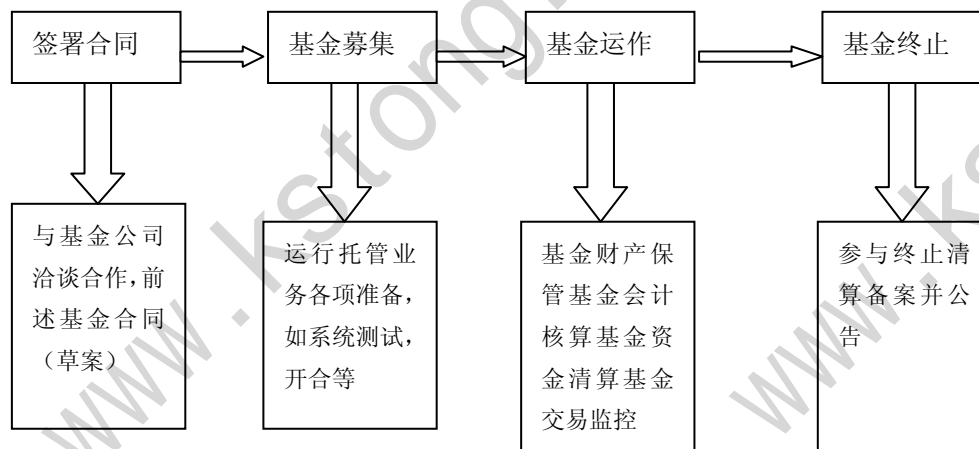 签署合同
基金募集
基金运作
基金终止
与基金公司
洽谈合作,前
述基金合同
（草案）
运行托管业
务各项准备,
如系统测试,
开合等
基金财产保
管基金会计
核算基金资
金清算基金
交易监控
参与终止清
算备案并公
告
www.kstong.
www.ks